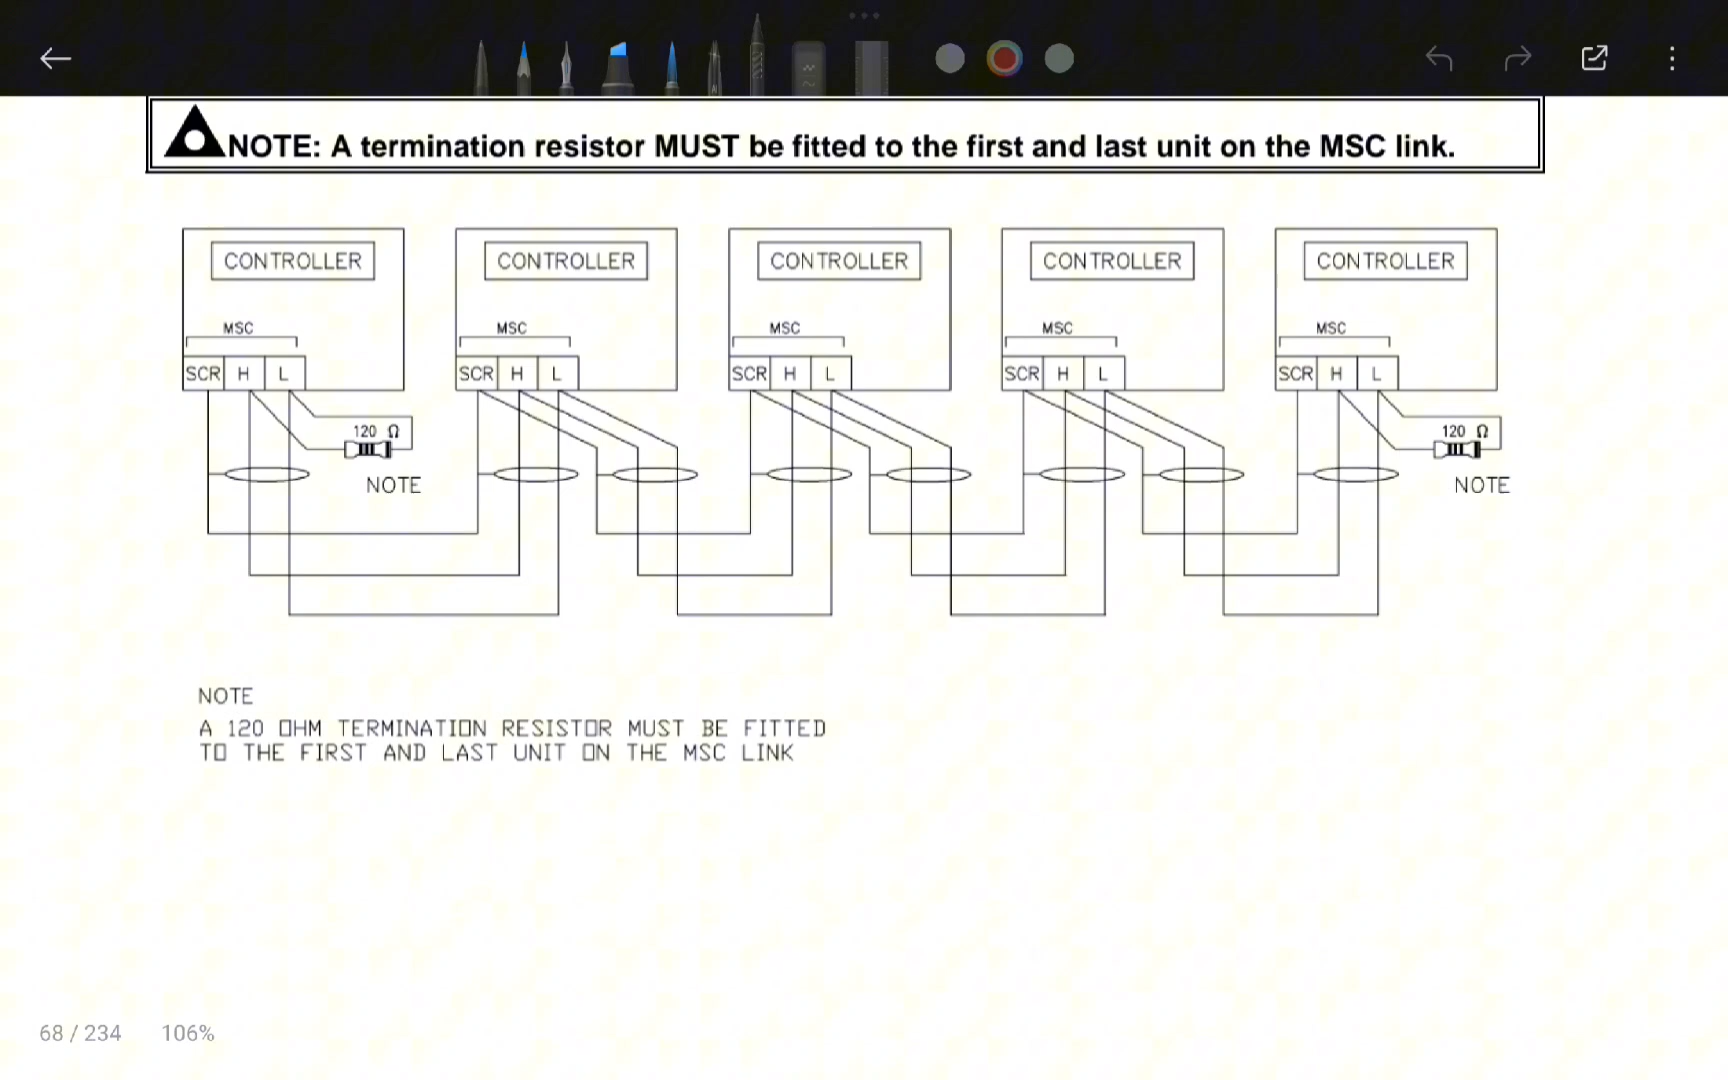 NOTE: A termination resistor MUST be fitted to the first and last unit on the MSC link.
CONTROLLER CONTROLLER CONTROLLER CONTROLLER CONTROLLER
MSC MSC MSC MSC MSC
SCR H L SCR H L SCR H L SCR H L SCR H L
120 Ω 120 Ω
NOTE NOTE
NOTE
A 120 OHM TERMINATION RESISTOR MUST BE FITTED
TO THE FIRST AND LAST UNIT ON THE MSC LINK
68 / 234 106%